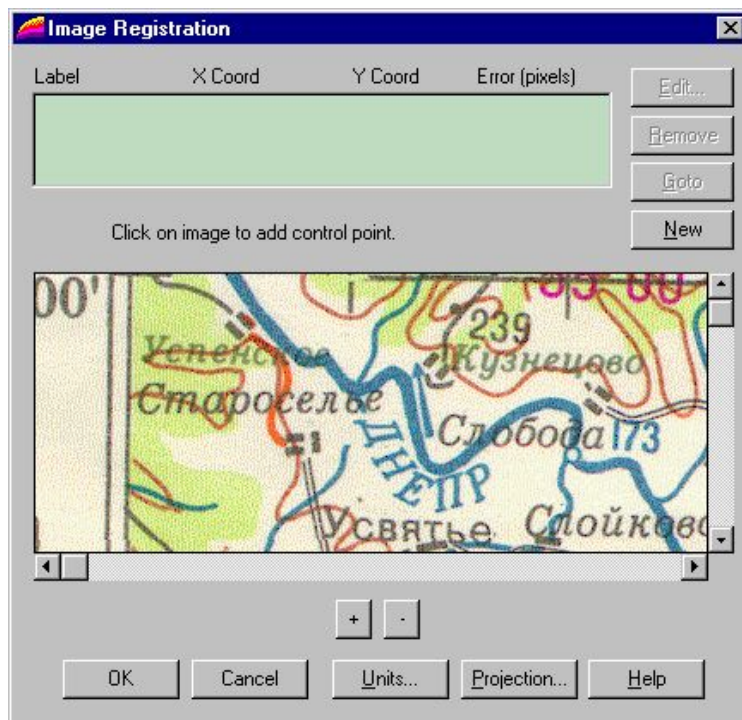 Image Registration
Label X Coord Y Coord Error (pixels)
Edit...
Remove
Goto
New
Click on image to add control point.
00'
239
Успенское
Кузнецово
Староселье
Слобода
173
ДНЕПР
Усвятье
Слойково
+ -
OK Cancel Units... Projection... Help